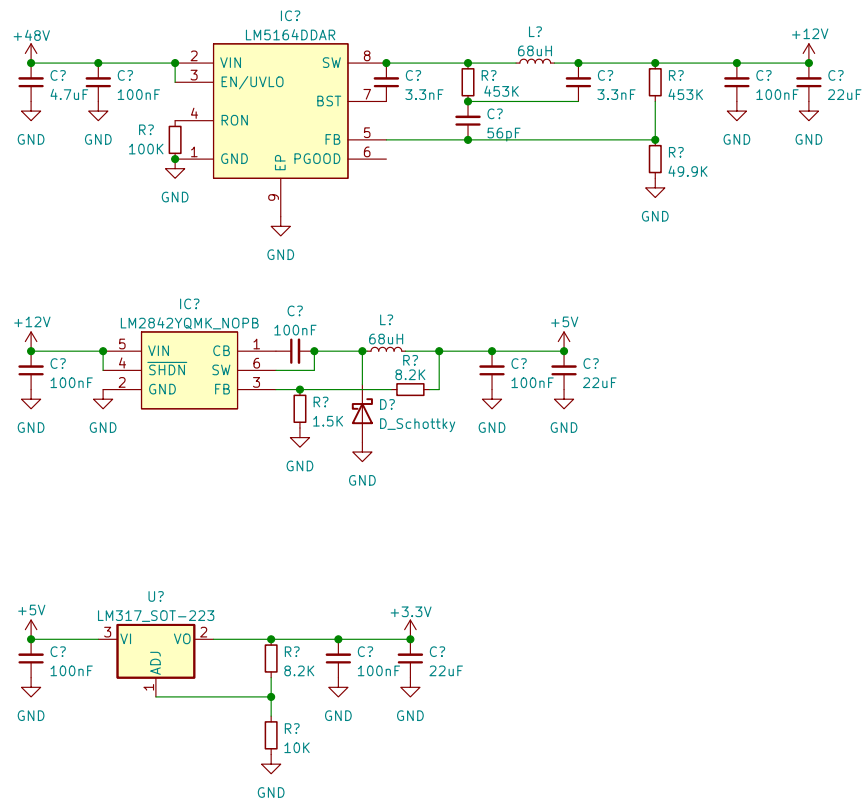 IC?
LM5164DDAR
+48V
2 VIN
3 EN/UVLO
4 RON
1 GND
EP
9
SW 8
BST 7
FB 5
PGOOD 6
C?
4.7uF
GND
C?
100nF
GND
R?
100K
GND
GND
C?
3.3nF
R?
453K
C?
56pF
L?
68uH
C?
3.3nF
R?
453K
R?
49.9K
GND
C?
100nF
GND
+12V
C?
22uF
GND
IC?
LM2842YQMK_NOPB
+12V
C?
100nF
GND
5 VIN
4 SHDN
2 GND
GND
CB 1
SW 6
FB 3
C?
100nF
R?
1.5K
GND
L?
68uH
R?
8.2K
D?
D_Schottky
GND
C?
100nF
GND
+5V
C?
22uF
GND
U?
LM317_SOT-223
+5V
C?
100nF
GND
3 VI
VO 2
ADJ
1
R?
8.2K
R?
10K
GND
C?
100nF
GND
+3.3V
C?
22uF
GND